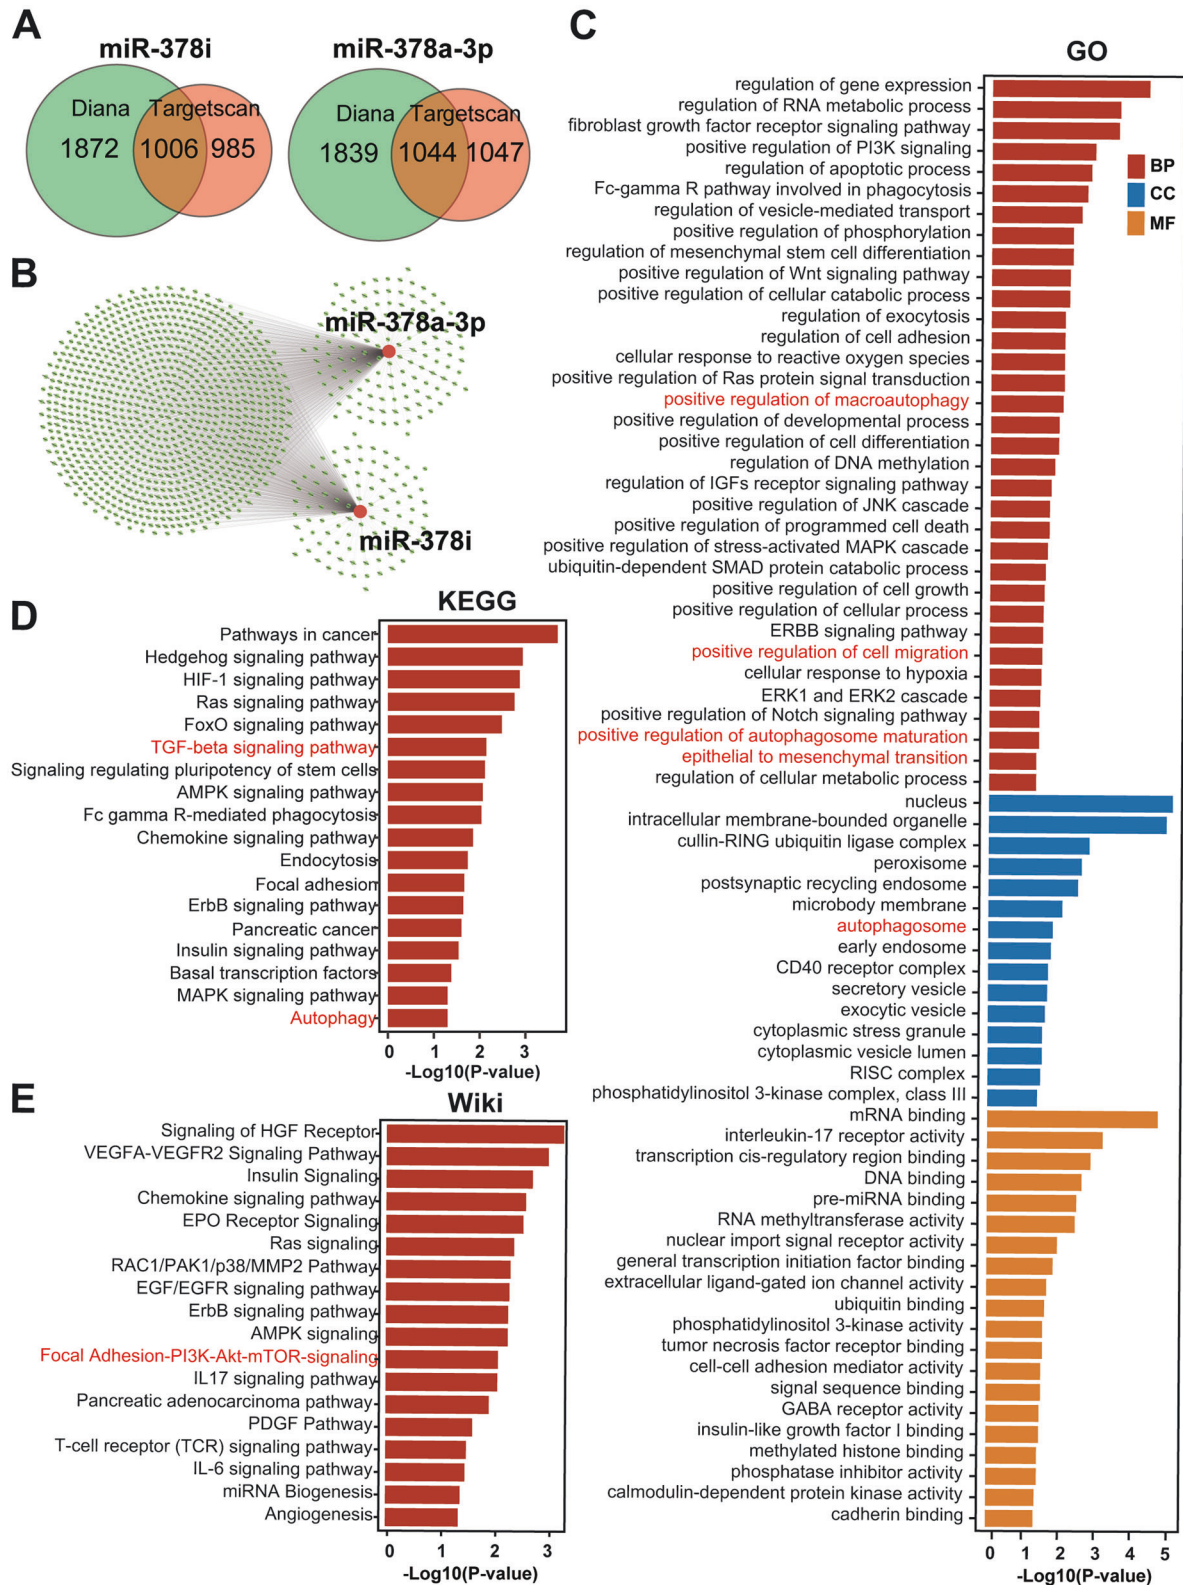 A
miR-378i
miR-378a-3p
Diana
Targetscan
1872
1006
985
Diana
Targetscan
1839
1044
1047
B
miR-378a-3p
miR-378i
C
GO
regulation of gene expression
regulation of RNA metabolic process
fibroblast growth factor receptor signaling pathway
positive regulation of PI3K signaling
regulation of apoptotic process
Fc-gamma R pathway involved in phagocytosis
regulation of vesicle-mediated transport
positive regulation of phosphorylation
regulation of mesenchymal stem cell differentiation
positive regulation of Wnt signaling pathway
positive regulation of cellular catabolic process
regulation of exocytosis
regulation of cell adhesion
cellular response to reactive oxygen species
positive regulation of Ras protein signal transduction
positive regulation of macroautophagy
positive regulation of developmental process
positive regulation of cell differentiation
regulation of DNA methylation
regulation of IGFs receptor signaling pathway
positive regulation of JNK cascade
positive regulation of programmed cell death
positive regulation of stress-activated MAPK cascade
ubiquitin-dependent SMAD protein catabolic process
positive regulation of cell growth
positive regulation of cellular process
ERBB signaling pathway
positive regulation of cell migration
cellular response to hypoxia
ERK1 and ERK2 cascade
positive regulation of Notch signaling pathway
positive regulation of autophagosome maturation
epithelial to mesenchymal transition
regulation of cellular metabolic process
nucleus
intracellular membrane-bounded organelle
cullin-RING ubiquitin ligase complex
peroxisome
postsynaptic recycling endosome
microbody membrane
autophagosome
early endosome
CD40 receptor complex
secretory vesicle
exocytic vesicle
cytoplasmic stress granule
cytoplasmic vesicle lumen
RISC complex
phosphatidylinositol 3-kinase complex, class III
mRNA binding
interleukin-17 receptor activity
transcription cis-regulatory region binding
DNA binding
pre-miRNA binding
RNA methyltransferase activity
nuclear import signal receptor activity
general transcription initiation factor binding
extracellular ligand-gated ion channel activity
ubiquitin binding
phosphatidylinositol 3-kinase activity
tumor necrosis factor receptor binding
cell-cell adhesion mediator activity
signal sequence binding
GABA receptor activity
insulin-like growth factor I binding
methylated histone binding
phosphatase inhibitor activity
calmodulin-dependent protein kinase activity
cadherin binding
BP
CC
MF
0 1 2 3 4 5
-Log10(P-value)
D
KEGG
Pathways in cancer
Hedgehog signaling pathway
HIF-1 signaling pathway
Ras signaling pathway
FoxO signaling pathway
TGF-beta signaling pathway
Signaling regulating pluripotency of stem cells
AMPK signaling pathway
Fc gamma R-mediated phagocytosis
Chemokine signaling pathway
Endocytosis
Focal adhesion
ErbB signaling pathway
Pancreatic cancer
Insulin signaling pathway
Basal transcription factors
MAPK signaling pathway
Autophagy
0 1 2 3
-Log10(P-value)
E
Wiki
Signaling of HGF Receptor
VEGFA-VEGFR2 Signaling Pathway
Insulin Signaling
Chemokine signaling pathway
EPO Receptor Signaling
Ras signaling
RAC1/PAK1/p38/MMP2 Pathway
EGF/EGFR signaling pathway
ErbB signaling pathway
AMPK signaling
Focal Adhesion-PI3K-Akt-mTOR-signaling
IL17 signaling pathway
Pancreatic adenocarcinoma pathway
PDGF Pathway
T-cell receptor (TCR) signaling pathway
IL-6 signaling pathway
miRNA Biogenesis
Angiogenesis
0 1 2 3
-Log10(P-value)